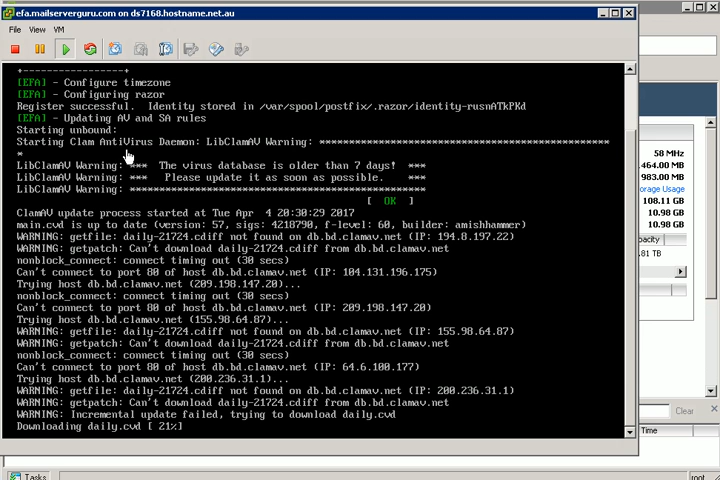 efa.mailserverguru.com on ds7168.hostname.net.au
File View VM
+-----------------+
[EFA] - Configure timezone
[EFA] - Configuring razor
Register successful.  Identity stored in /var/spool/postfix/.razor/identity-rusnATkPKd
[EFA] - Updating AV and SA rules
Starting unbound:
Starting Clam AntiVirus Daemon: LibClamAV Warning: **************************************************
*
LibClamAV Warning: ***  The virus database is older than 7 days!  ***
LibClamAV Warning: ***   Please update it as soon as possible.    ***
LibClamAV Warning: **************************************************
[  OK  ]
ClamAV update process started at Tue Apr  4 20:30:29 2017
main.cvd is up to date (version: 57, sigs: 4218790, f-level: 60, builder: amishhammer)
WARNING: getfile: daily-21724.cdiff not found on db.bd.clamav.net (IP: 194.8.197.22)
WARNING: getpatch: Can't download daily-21724.cdiff from db.bd.clamav.net
nonblock_connect: connect timing out (30 secs)
Can't connect to port 80 of host db.bd.clamav.net (IP: 104.131.196.175)
Trying host db.bd.clamav.net (209.198.147.20)...
nonblock_connect: connect timing out (30 secs)
Can't connect to port 80 of host db.bd.clamav.net (IP: 209.198.147.20)
Trying host db.bd.clamav.net (155.98.64.87)...
WARNING: getfile: daily-21724.cdiff not found on db.bd.clamav.net (IP: 155.98.64.87)
WARNING: getpatch: Can't download daily-21724.cdiff from db.bd.clamav.net
nonblock_connect: connect timing out (30 secs)
Can't connect to port 80 of host db.bd.clamav.net (IP: 64.6.100.177)
Trying host db.bd.clamav.net (200.236.31.1)...
WARNING: getfile: daily-21724.cdiff not found on db.bd.clamav.net (IP: 200.236.31.1)
WARNING: getpatch: Can't download daily-21724.cdiff from db.bd.clamav.net
WARNING: Incremental update failed, trying to download daily.cvd
Downloading daily.cvd [ 21%]
58 MHz
464.00 MB
983.00 MB
orage Usage
108.11 GB
10.98 GB
10.98 GB
pacity
.81 TB
Clear
Time
Tasks
root